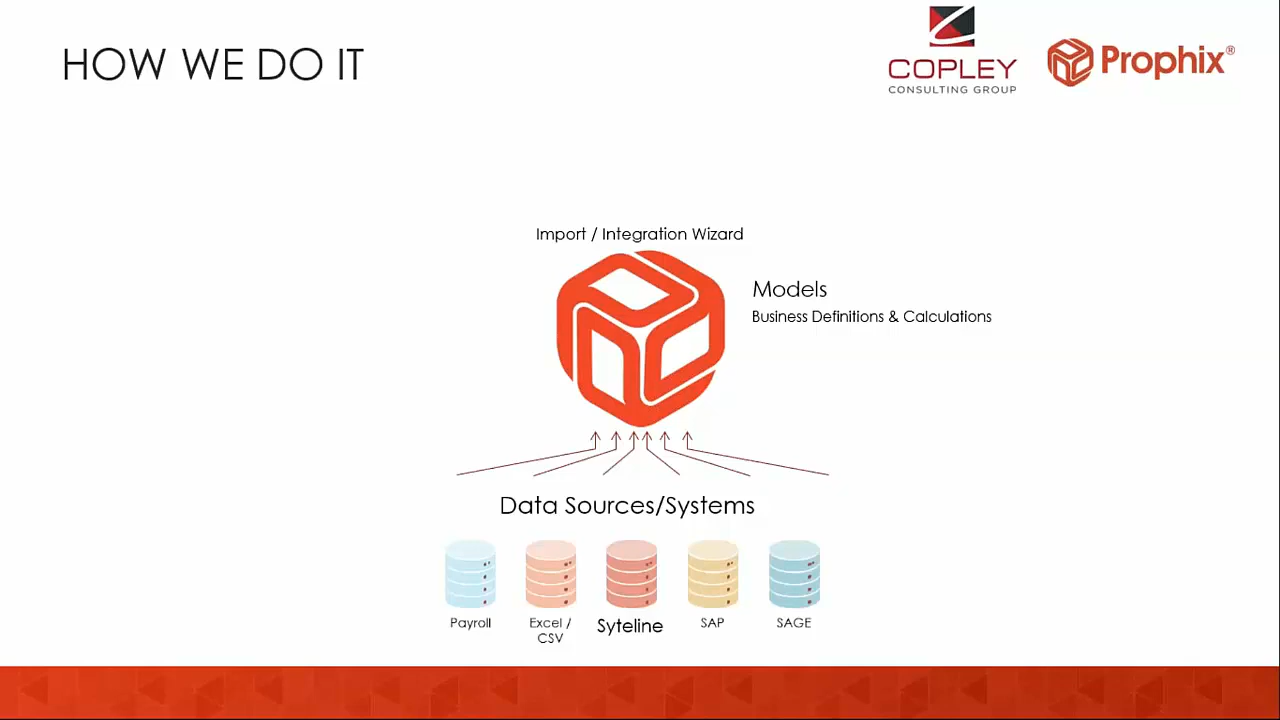 HOW WE DO IT
COPLEY
CONSULTING GROUP
Prophix®
Import / Integration Wizard
Models
Business Definitions & Calculations
Data Sources/Systems
Payroll
Excel /
CSV
Syteline
SAP
SAGE